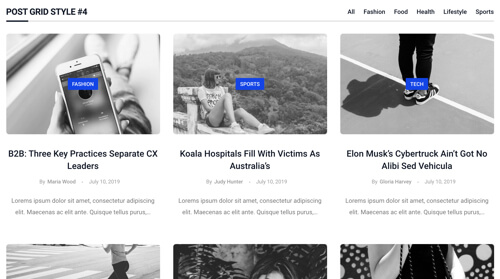 POST GRID STYLE #4
All Fashion Food Health Lifestyle Sports
FASHION
SPORTS
TECH
B2B: Three Key Practices Separate CX
Leaders
By Maria Wood - July 10, 2019
Lorems ipsum dolor sit amet, consectetur adipiscing
elit. Maecenas ac elit ante. Quisque tellus purus,...
Koala Hospitals Fill With Victims As
Australia's
By Judy Hunter - July 10, 2019
Lorems ipsum dolor sit amet, consectetur adipiscing
elit. Maecenas ac elit ante. Quisque tellus purus,...
Elon Musk's Cybertruck Ain't Got No
Alibi Sed Vehicula
By Gloria Harvey - July 10, 2019
Lorems ipsum dolor sit amet, consectetur adipiscing
elit. Maecenas ac elit ante. Quisque tellus purus,...